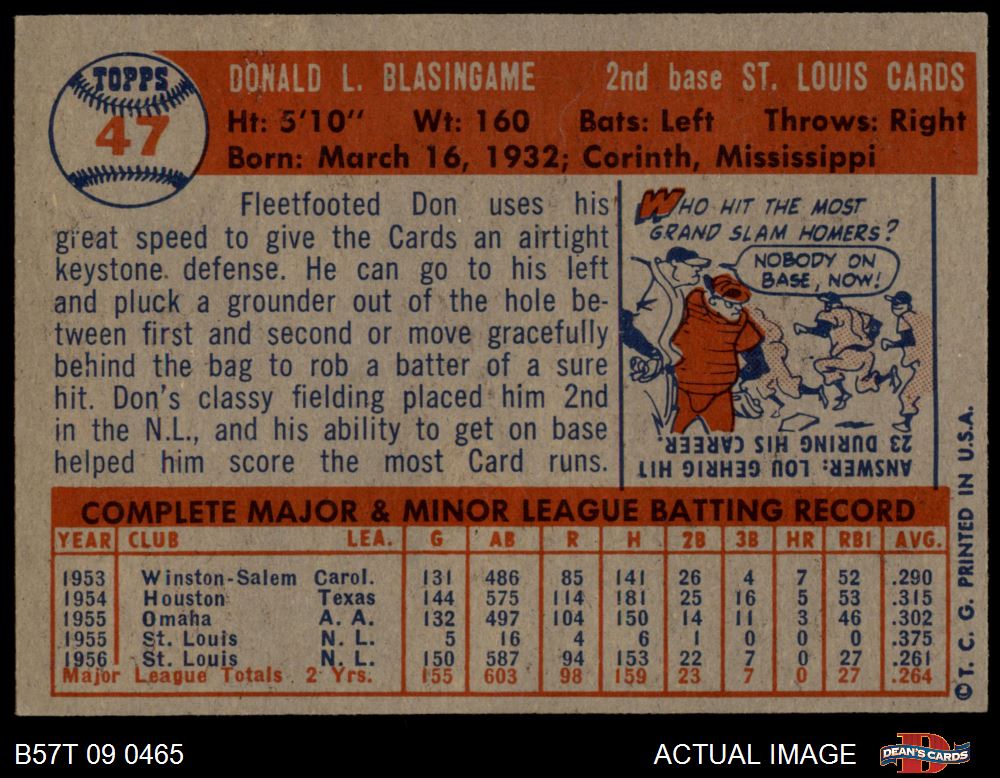 TOPPS
47
DONALD L. BLASINGAME 2nd base ST. LOUIS CARDS
Ht: 5'10" Wt: 160 Bats: Left Throws: Right
Born: March 16, 1932; Corinth, Mississippi
Fleetfooted Don uses his
great speed to give the Cards an airtight
keystone defense. He can go to his left
and pluck a grounder out of the hole be-
tween first and second or move gracefully
behind the bag to rob a batter of a sure
hit. Don's classy fielding placed him 2nd
in the N.L., and his ability to get on base
helped him score the most Card runs.
WHO HIT THE MOST
GRAND SLAM HOMERS?
NOBODY ON
BASE, NOW!
ANSWER: LOU GEHRIG HIT
23 DURING HIS CAREER.
COMPLETE MAJOR & MINOR LEAGUE BATTING RECORD
YEAR CLUB LEA. G AB R H 2B 3B HR RBI AVG.
1953 Winston-Salem Carol. 131 486 85 141 26 4 7 52 .290
1954 Houston Texas 144 575 114 181 25 16 5 53 .315
1955 Omaha A. A. 132 497 104 150 14 11 3 46 .302
1955 St. Louis N. L. 5 16 4 6 1 0 0 0 .375
1956 St. Louis N. L. 150 587 94 153 22 7 0 27 .261
Major League Totals 2 Yrs. 155 603 98 159 23 7 0 27 .264
© T. C. G. PRINTED IN U.S.A.
B57T 09 0465 ACTUAL IMAGE
DEAN'S CARDS